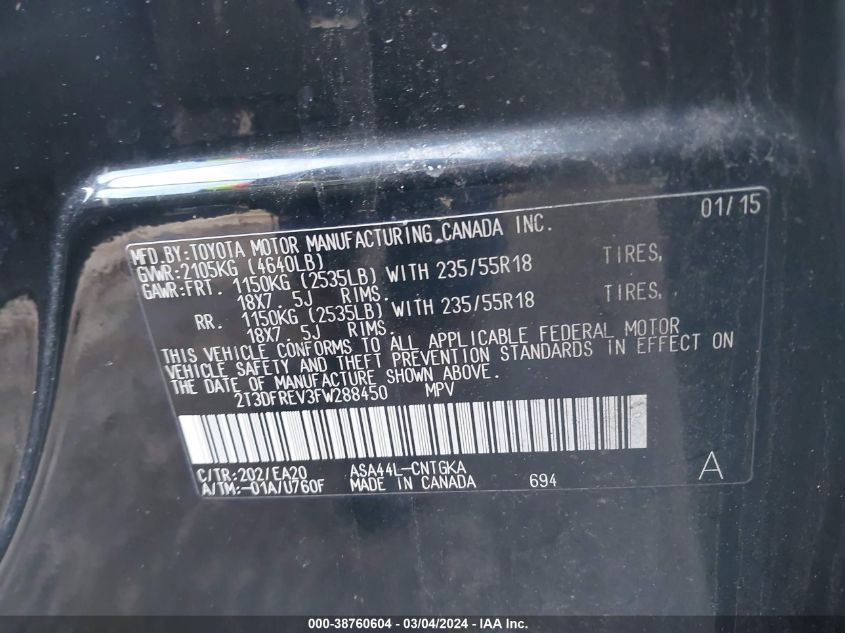 01/15
MFD.BY:TOYOTA MOTOR MANUFACTURING CANADA INC.
GVWR:2105KG (4640LB)
GAWR:FRT. 1150KG (2535LB) WITH 235/55R18 TIRES,
18X7. 5J RIMS.
RR. 1150KG (2535LB) WITH 235/55R18 TIRES,
18X7. 5J RIMS.
THIS VEHICLE CONFORMS TO ALL APPLICABLE FEDERAL MOTOR
VEHICLE SAFETY AND THEFT PREVENTION STANDARDS IN EFFECT ON
THE DATE OF MANUFACTURE SHOWN ABOVE.
2T3DFREV3FW288450 MPV
C/TR:202/EA20 ASA44L-CNTGKA
A/TM:-01A/U760F MADE IN CANADA 694 A
000-38760604 - 03/04/2024 - IAA Inc.